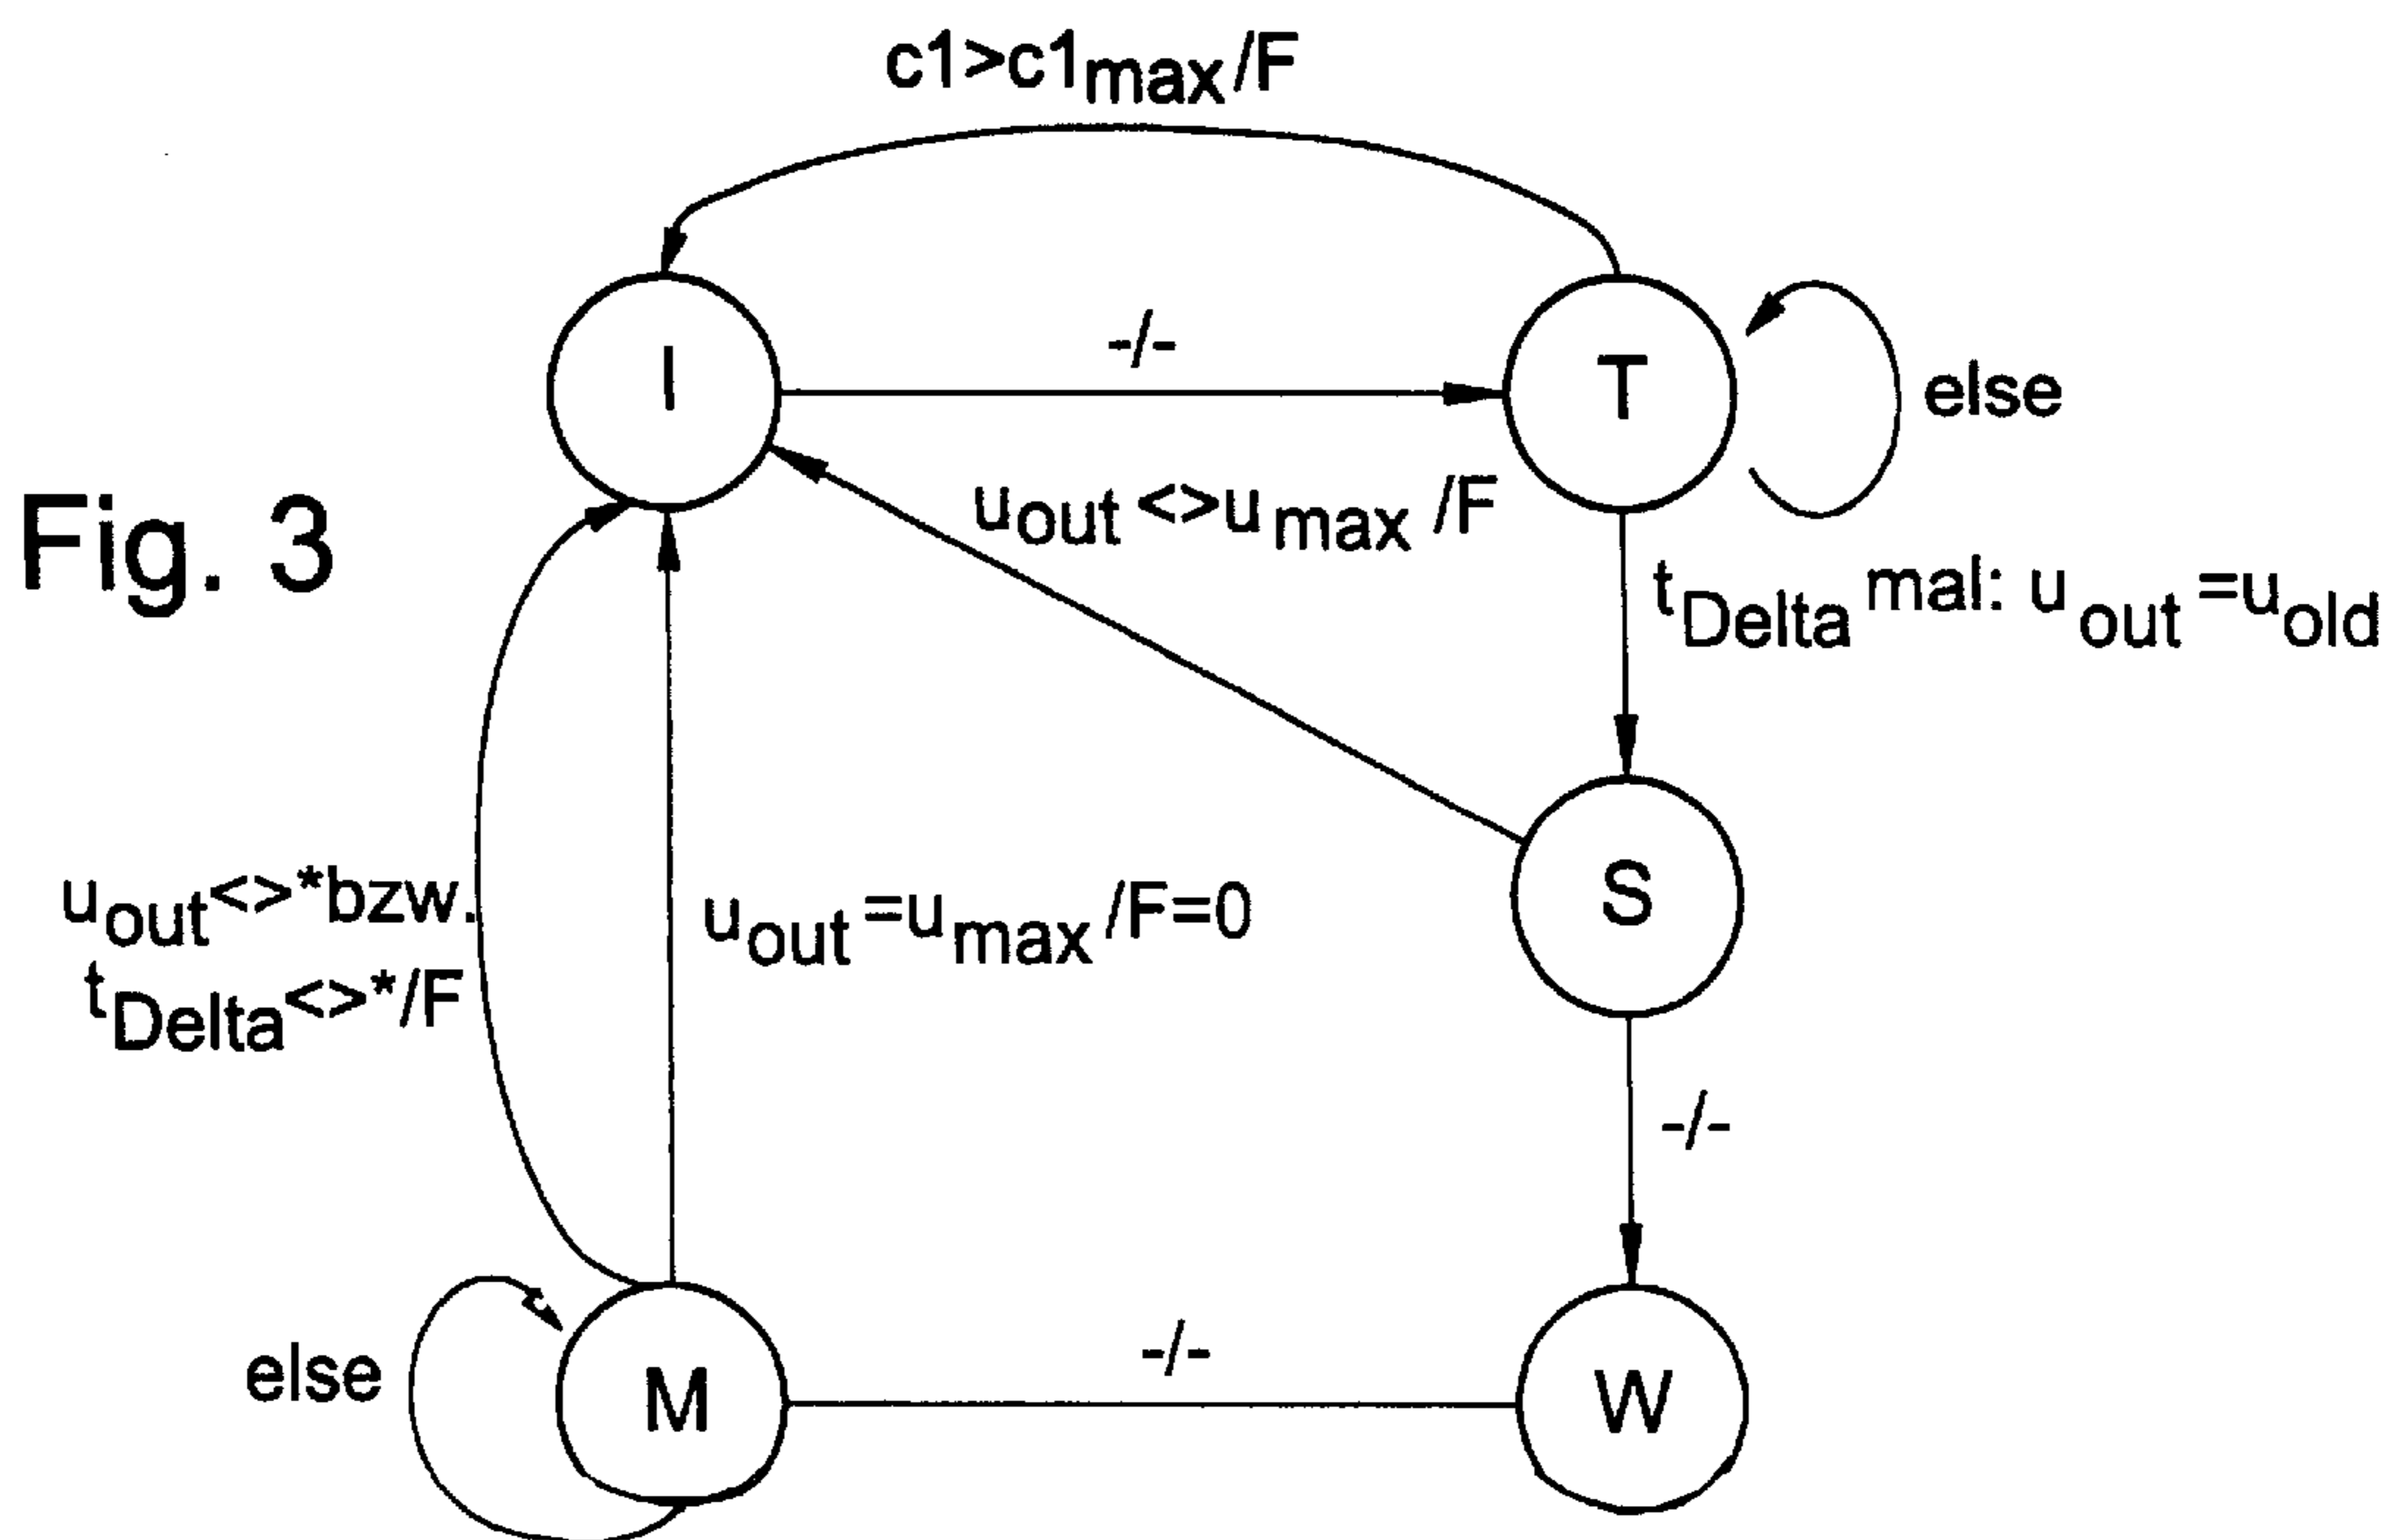 c1>c1max/F
I
-/-
T
else
Fig. 3
uout<>umax/F
tDelta mal: uout=uold
S
uout<>*bzw.
tDelta<>*/F
uout=umax/F=0
-/-
else
M
-/-
W